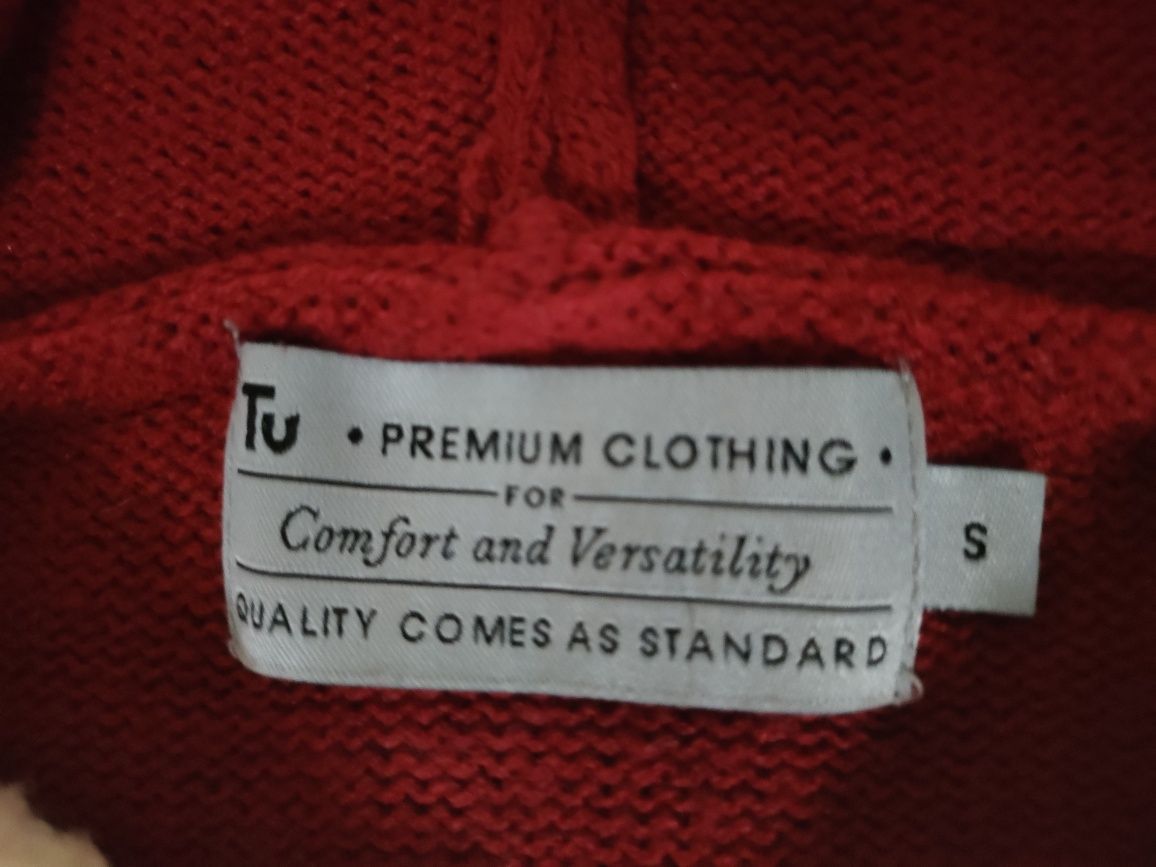 Tu • PREMIUM CLOTHING •
FOR
Comfort and Versatility
QUALITY COMES AS STANDARD
S